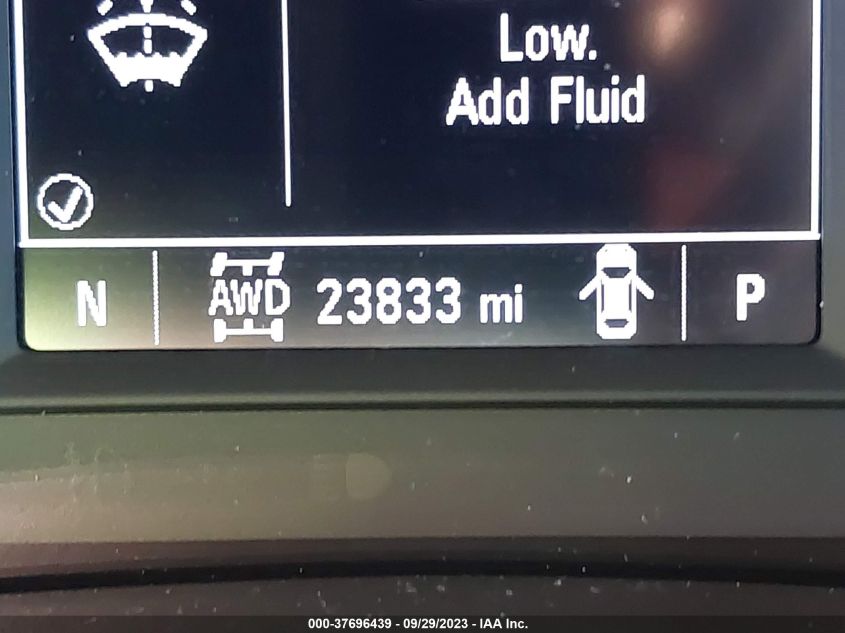 Low.
Add Fluid
N AWD 23833 mi P
000-37696439 - 09/29/2023 - IAA Inc.